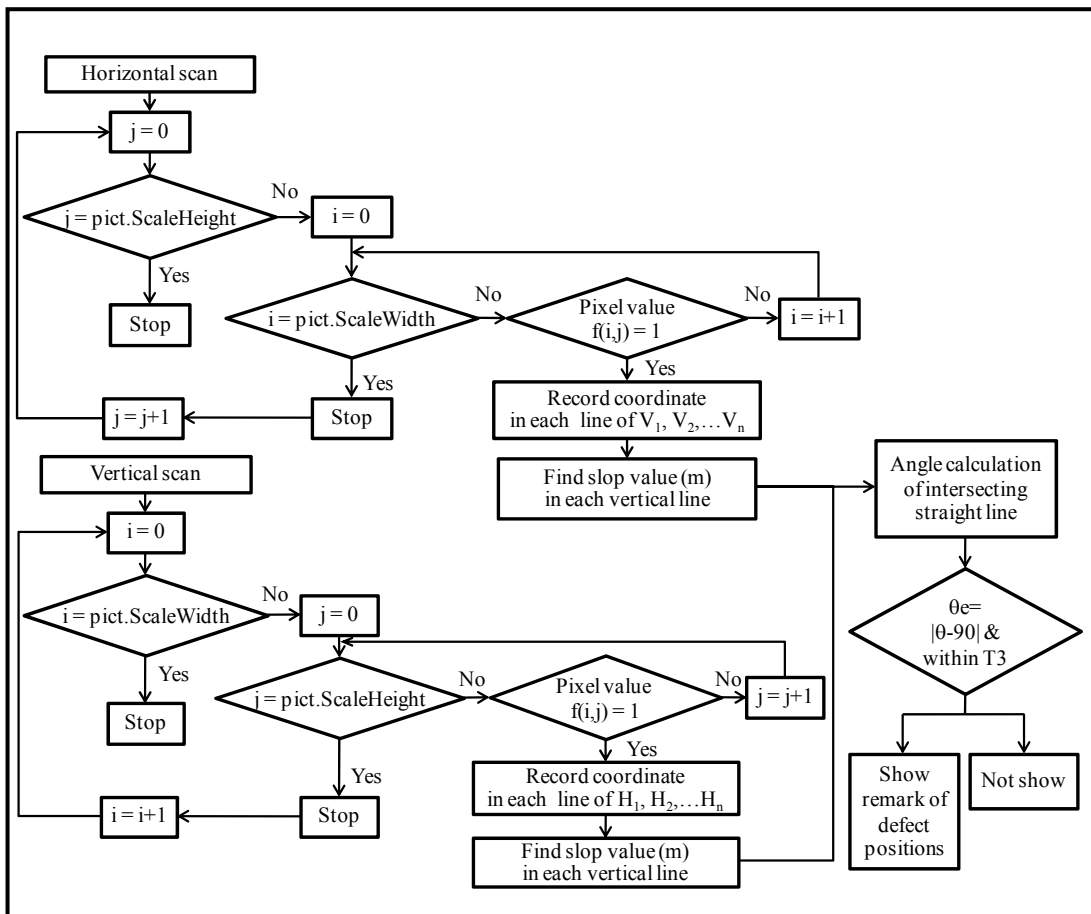 Horizontal scan
j = 0
j = pict.ScaleHeight
No
i = 0
Yes
Stop
i = pict.ScaleWidth
No
Pixel value
f(i,j) = 1
No
i = i+1
Yes
Stop
j = j+1
Yes
Record coordinate
in each line of V₁, V₂,…Vₙ
Find slop value (m)
in each vertical line
Vertical scan
i = 0
i = pict.ScaleWidth
No
j = 0
Yes
Stop
j = pict.ScaleHeight
No
Pixel value
f(i,j) = 1
No
j = j+1
Yes
Stop
i = i+1
Yes
Record coordinate
in each line of H₁, H₂,…Hₙ
Find slop value (m)
in each vertical line
Angle calculation
of intersecting
straight line
θe=
|θ-90| &
within T3
Show
remark of
defect
positions
Not show